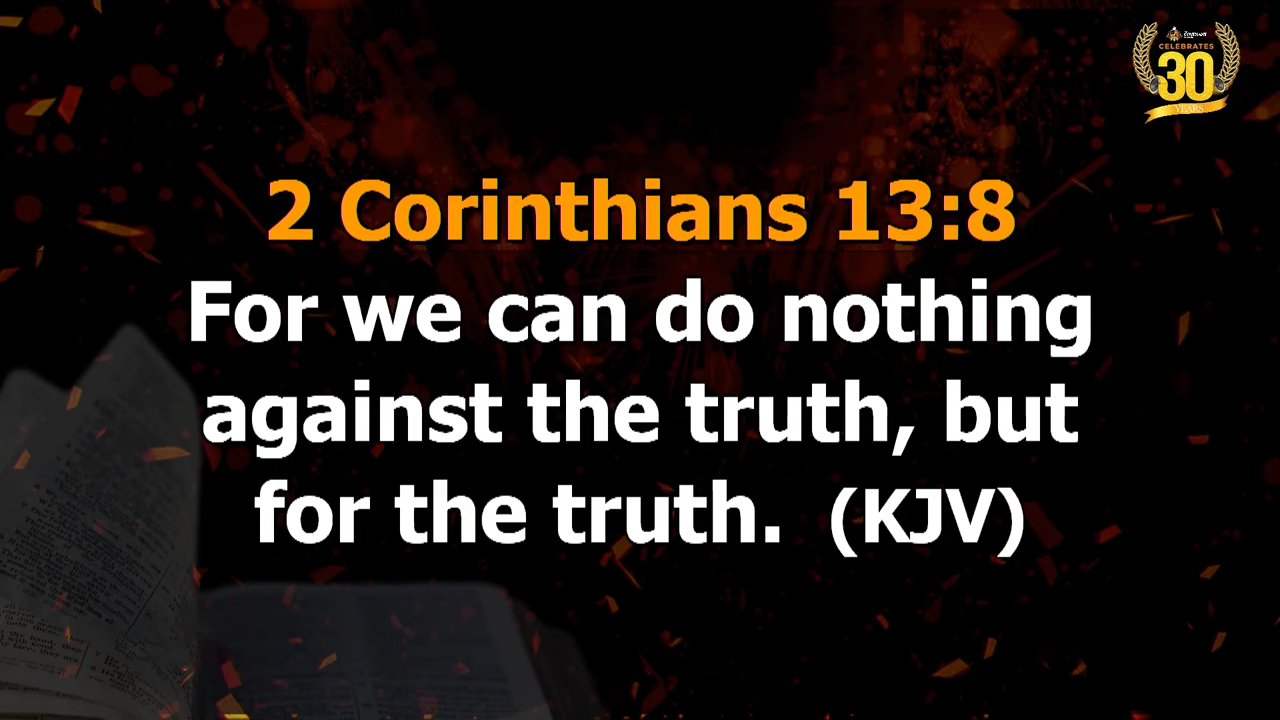 CELEBRATES
30
YEARS
2 Corinthians 13:8
For we can do nothing
against the truth, but
for the truth.  (KJV)